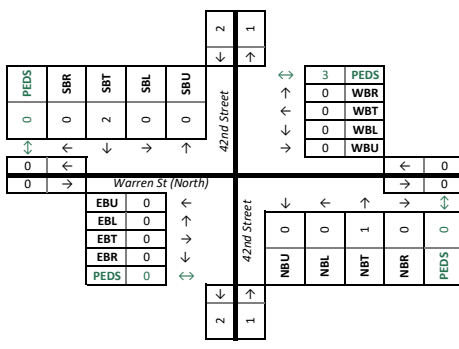 2 1
↓ ↑
PEDS SBR SBT SBL SBU
0 0 2 0 0
↕ ← ↓ → ↑
42nd Street
↔ 3 PEDS
↑ 0 WBR
← 0 WBT
↓ 0 WBL
→ 0 WBU
0 ←
0 →
Warren St (North)
← 0
→ 0
EBU 0 ←
EBL 0 ↑
EBT 0 →
EBR 0 ↓
PEDS 0 ↔
42nd Street
↓ ← ↑ → ↕
0 0 1 0 0
NBU NBL NBT NBR PEDS
↓ ↑
2 1